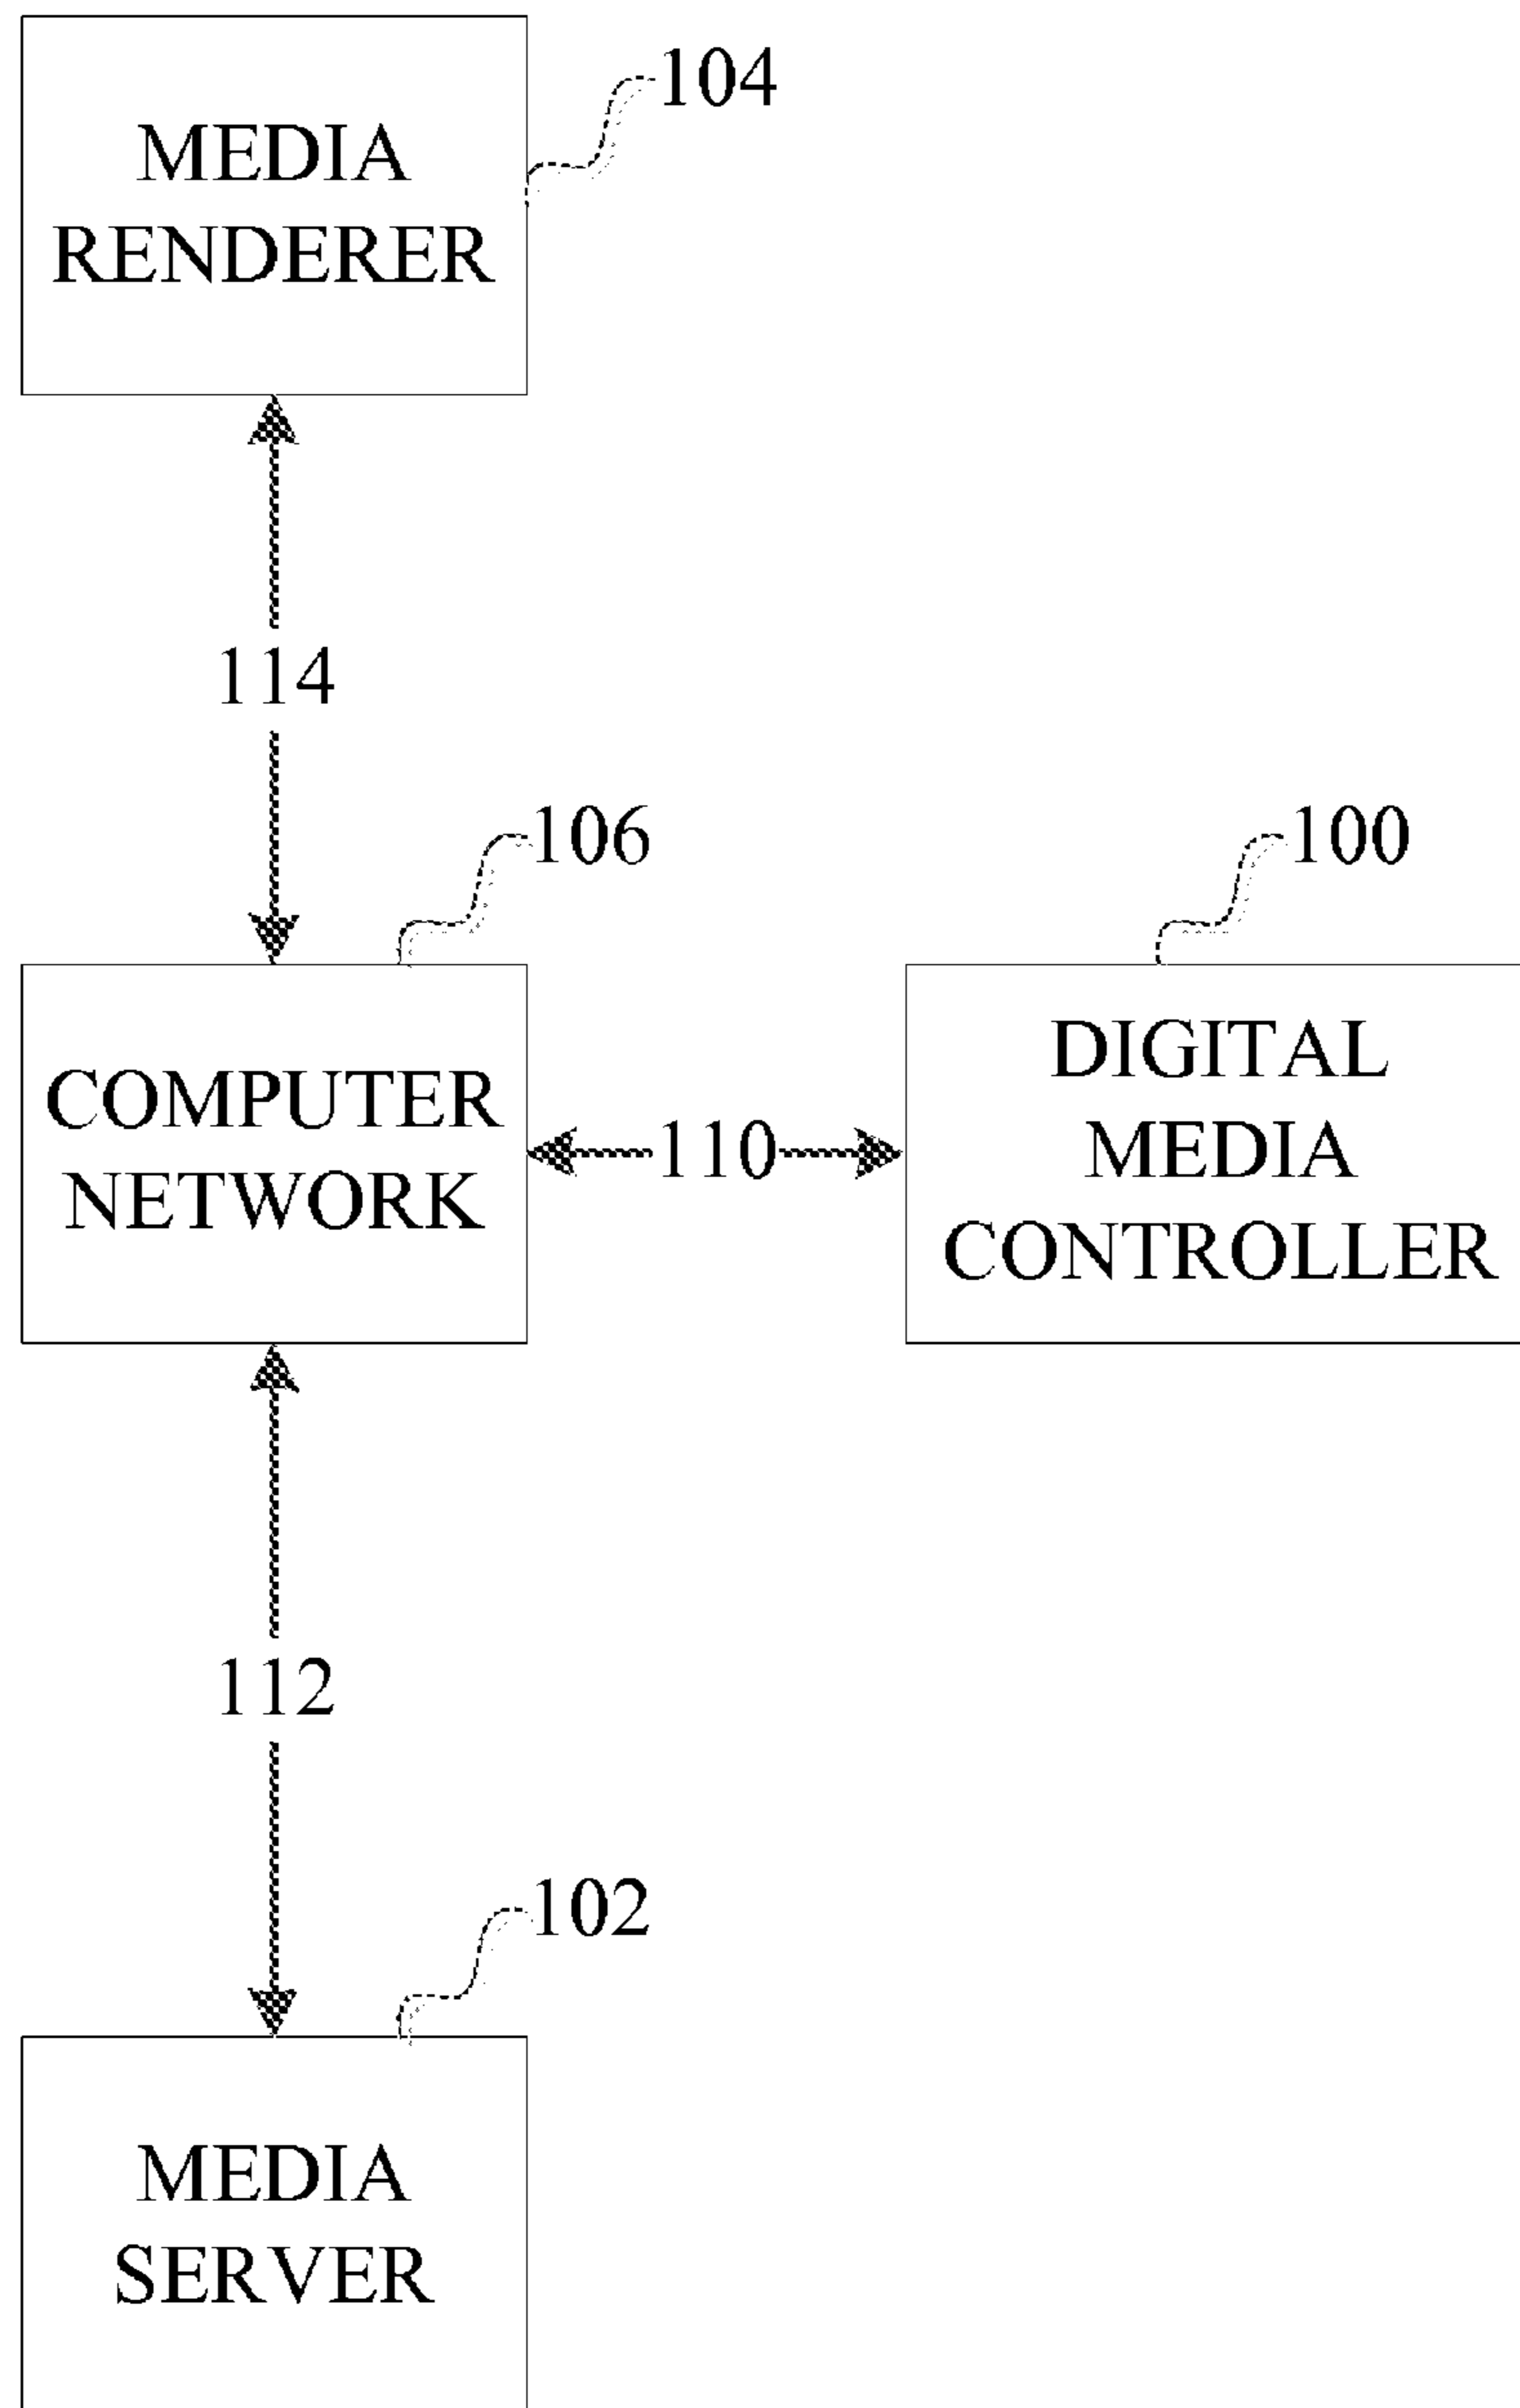 104
MEDIA
RENDERER
114
106
100
COMPUTER
NETWORK
110
DIGITAL
MEDIA
CONTROLLER
112
102
MEDIA
SERVER